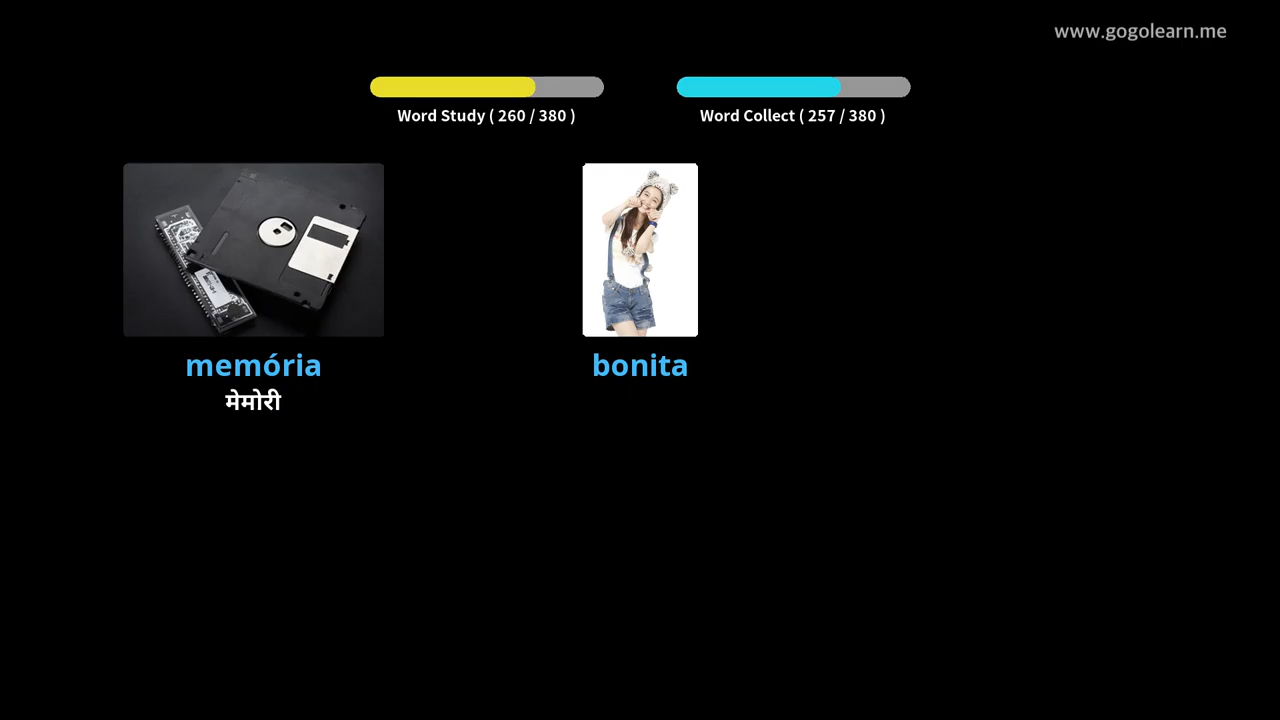 www.gogolearn.me
Word Study ( 260 / 380 )
Word Collect ( 257 / 380 )
memória
मेमोरी
bonita